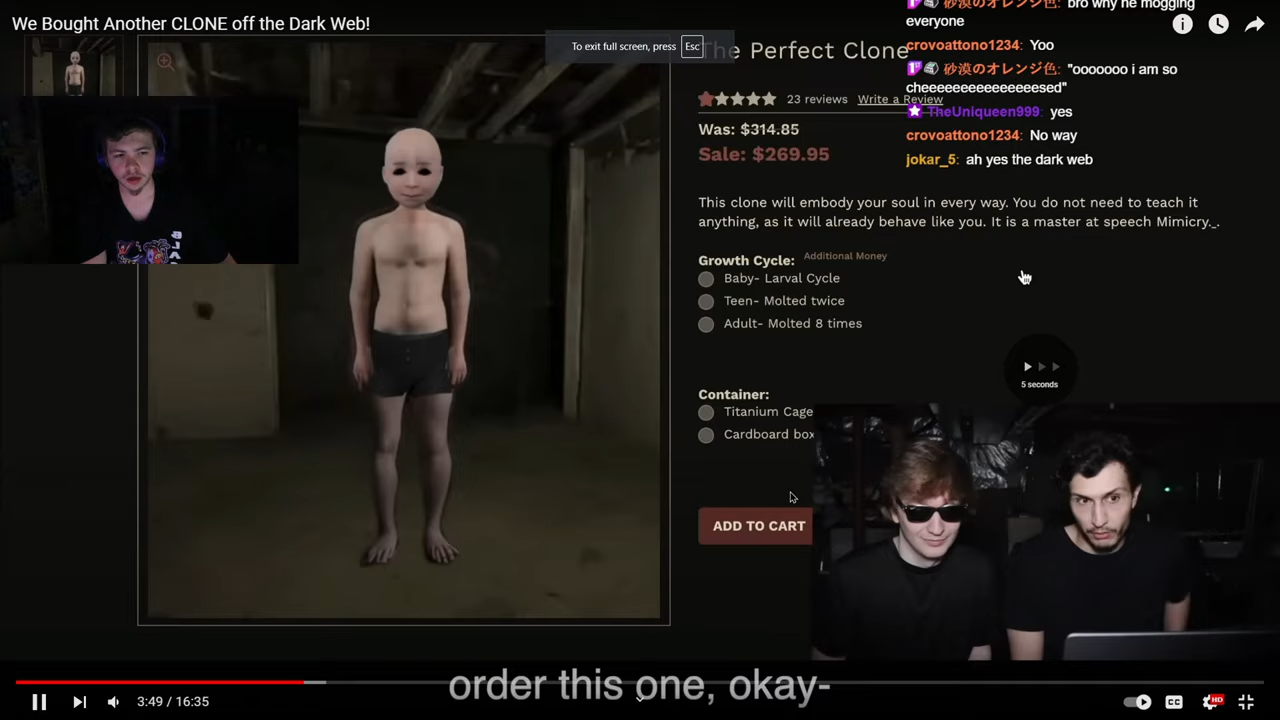 We Bought Another CLONE off the Dark Web!
To exit full screen, press Esc
The Perfect Clone
23 reviews Write a Review
Was: $314.85
Sale: $269.95
This clone will embody your soul in every way. You do not need to teach it
anything, as it will already behave like you. It is a master at speech Mimicry._.
Growth Cycle: Additional Money
Baby- Larval Cycle
Teen- Molted twice
Adult- Molted 8 times
Container:
Titanium Cage
Cardboard box
ADD TO CART
砂漠のオレンジ色: bro why he mogging
everyone
crovoattono1234: Yoo
砂漠のオレンジ色: "ooooooo i am so
cheeeeeeeeeeeeeeesed"
TheUniqueen999: yes
crovoattono1234: No way
jokar_5: ah yes the dark web
5 seconds
order this one, okay-
3:49 / 16:35
CC
HD